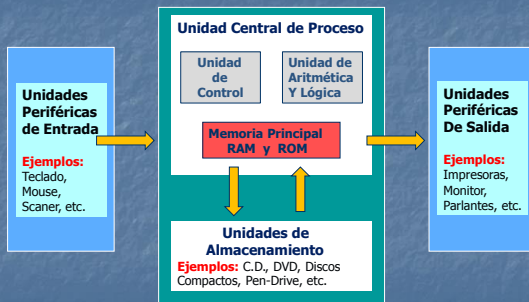 Unidades
Periféricas
de Entrada
Ejemplos:
Teclado,
Mouse,
Scaner, etc.
Unidad Central de Proceso
Unidad
de
Control
Unidad de
Aritmética
Y Lógica
Memoria Principal
RAM y ROM
Unidades de
Almacenamiento
Ejemplos: C.D., DVD, Discos
Compactos, Pen-Drive, etc.
Unidades
Periféricas
De Salida
Ejemplos:
Impresoras,
Monitor,
Parlantes, etc.